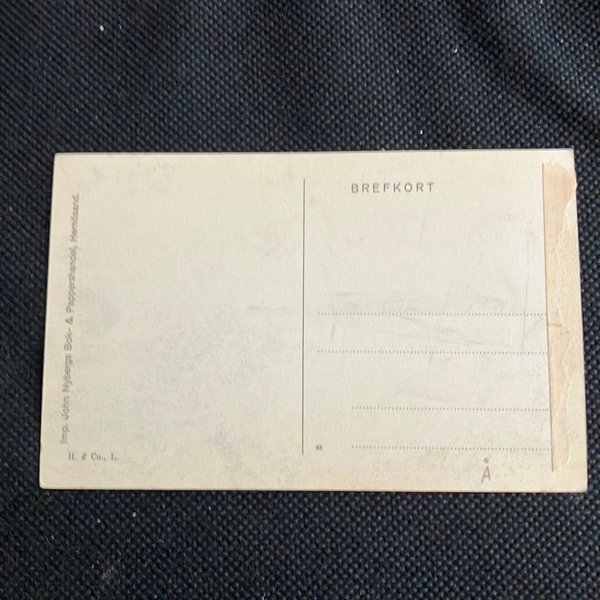 BREFKORT
Imp. John Nybergs Bok- & Pappershandel, Hernösand.
H. & Co., L.
Å